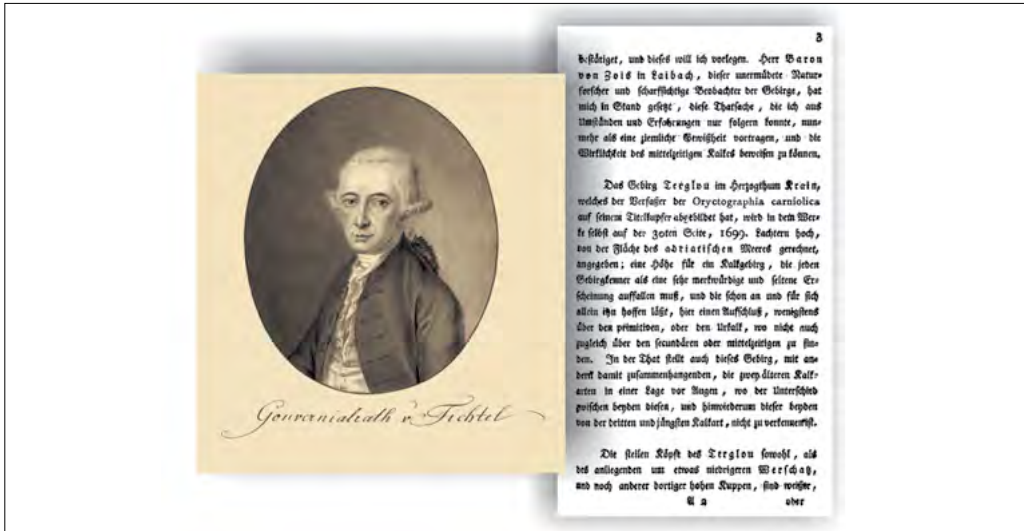 Gouvernialrath v. Fichtel
3
bestätiget, und dieses will ich vorlegen. Herr Baron
von Zois in Laibach, dieser unermüdete Natur-
forscher und scharfsichtige Beobachter der Gebirge, hat
mich in Stand gesetzt, diese Thatsache, die ich aus
Umständen und Erfahrungen nur folgern konnte, nun-
mehr als eine ziemliche Gewißheit vortragen, und die
Wirklichkeit des mittelzeitigen Kalkes beweisen zu können.
Das Gebirg Terglou im Herzogthum Krain,
welches der Verfasser der Oryctographia carniolica
auf seinem Titelkupfer abgebildet hat, wird in dem Wer-
ke selbst auf der 30ten Seite, 1699. Lachtern hoch,
von der Fläche des adriatischen Meeres gerechnet,
angegeben; eine Höhe für ein Kalkgebirg, die jeden
Gebirgkenner als eine sehr merkwürdige und seltene Er-
scheinung auffallen muß, und die schon an und für sich
allein ihn hoffen läßt, hier einen Aufschluß, wenigstens
über den primitiven, oder den Urkalk, wo nicht auch
zugleich über den secundären oder mittelzeitigen zu fin-
den. In der That stellt auch dieses Gebirg, mit an-
dern damit zusammenhangenden, die zwey älteren Kalk-
arten in einer Lage vor Augen, wo der Unterschied
zwischen beyden diesen, und hinwiederum dieser beyden
von der dritten und jüngsten Kalkart, nicht zu verkennen ist.
Die steilen Köpfe des Terglou sowohl, als
des anliegenden um etwas niedrigeren Werschatz,
und noch anderer dortiger hohen Kuppen, sind weißer,
A 2 oder